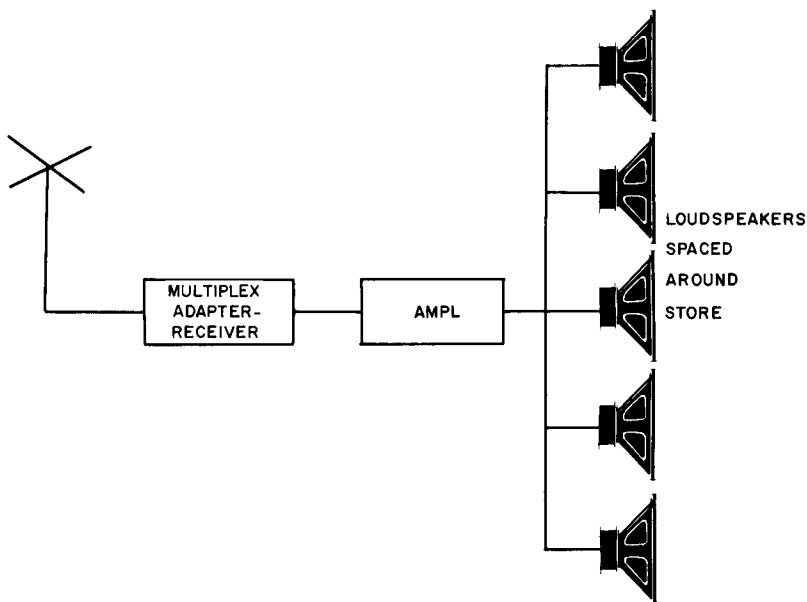 MULTIPLEX
ADAPTER-
RECEIVER
AMPL
LOUDSPEAKERS
SPACED
AROUND
STORE